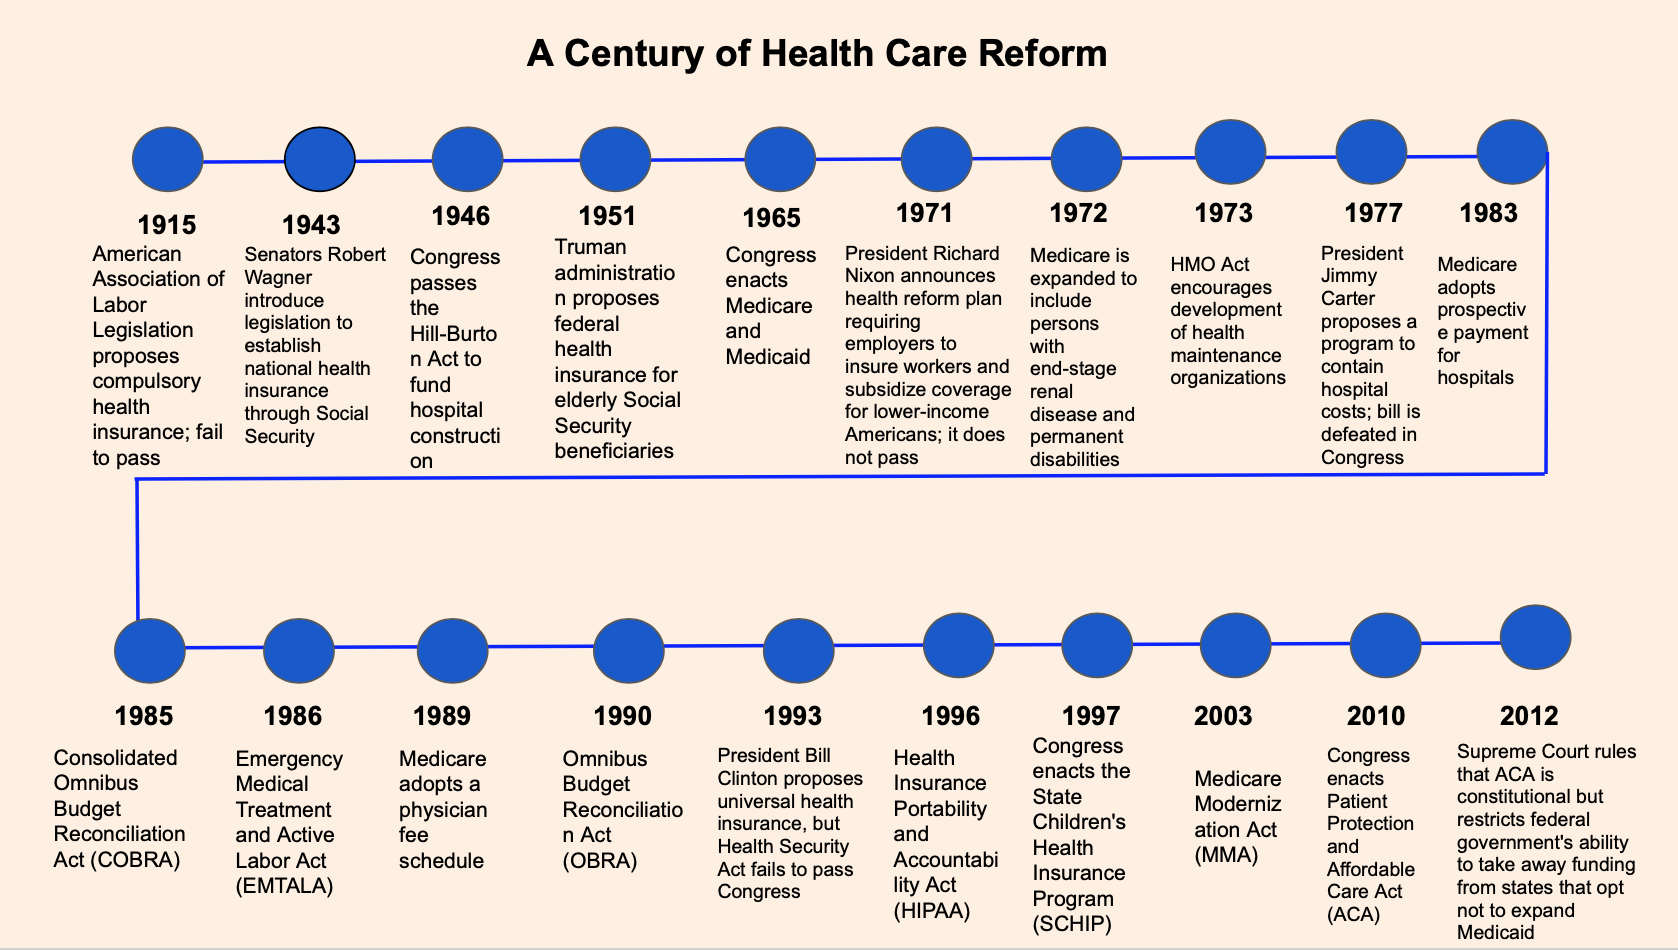 A Century of Health Care Reform
1915
American
Association of
Labor
Legislation
proposes
compulsory
health
insurance; fail
to pass
1943
Senators Robert
Wagner
introduce
legislation to
establish
national health
insurance
through Social
Security
1946
Congress
passes
the
Hill-Burto
n Act to
fund
hospital
constructi
on
1951
Truman
administratio
n proposes
federal
health
insurance for
elderly Social
Security
beneficiaries
1965
Congress
enacts
Medicare
and
Medicaid
1971
President Richard
Nixon announces
health reform plan
requiring
employers to
insure workers and
subsidize coverage
for lower-income
Americans; it does
not pass
1972
Medicare is
expanded to
include
persons
with
end-stage
renal
disease and
permanent
disabilities
1973
HMO Act
encourages
development
of health
maintenance
organizations
1977
President
Jimmy
Carter
proposes a
program to
contain
hospital
costs; bill is
defeated in
Congress
1983
Medicare
adopts
prospectiv
e payment
for
hospitals
1985
Consolidated
Omnibus
Budget
Reconciliation
Act (COBRA)
1986
Emergency
Medical
Treatment
and Active
Labor Act
(EMTALA)
1989
Medicare
adopts a
physician
fee
schedule
1990
Omnibus
Budget
Reconciliatio
n Act
(OBRA)
1993
President Bill
Clinton proposes
universal health
insurance, but
Health Security
Act fails to pass
Congress
1996
Health
Insurance
Portability
and
Accountabi
lity Act
(HIPAA)
1997
Congress
enacts the
State
Children's
Health
Insurance
Program
(SCHIP)
2003
Medicare
Moderniz
ation Act
(MMA)
2010
Congress
enacts
Patient
Protection
and
Affordable
Care Act
(ACA)
2012
Supreme Court rules
that ACA is
constitutional but
restricts federal
government's ability
to take away funding
from states that opt
not to expand
Medicaid